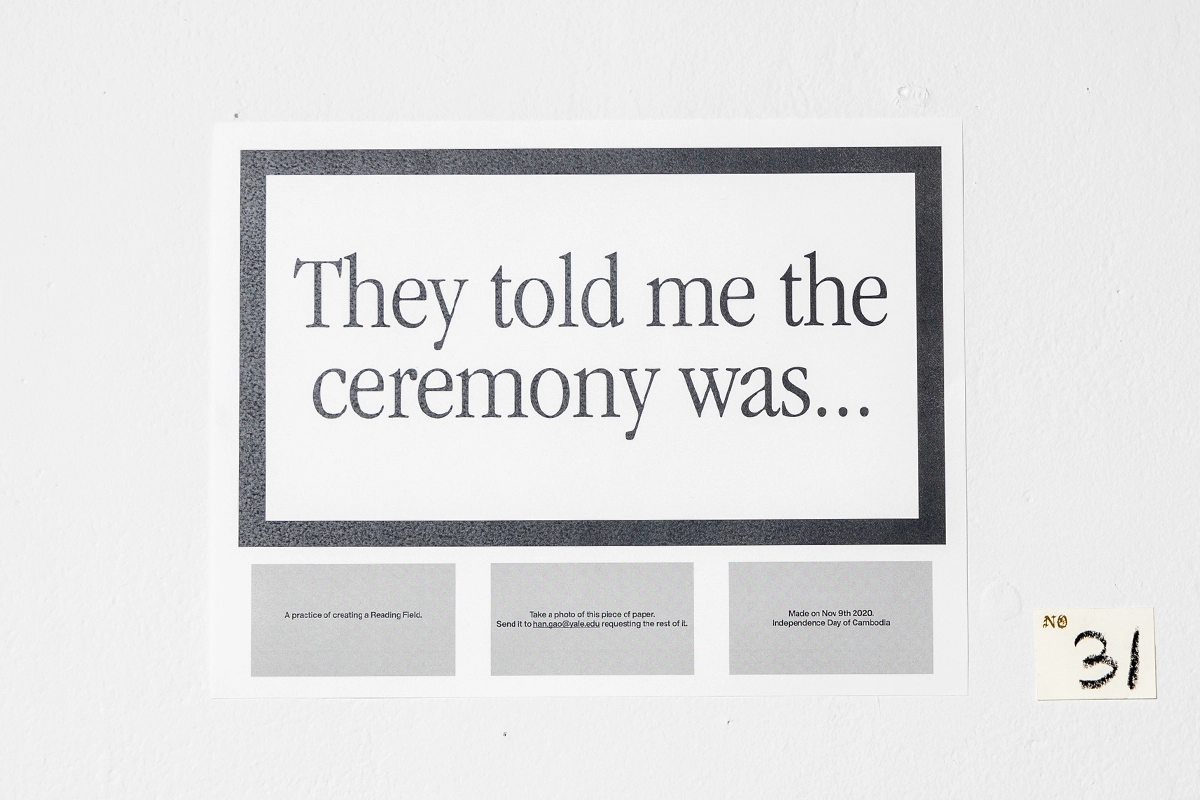 They told me the
ceremony was...
A practice of creating a Reading Field.
Take a photo of this piece of paper.
Send it to han.gao@yale.edu requesting the rest of it.
Made on Nov 9th 2020.
Independence Day of Cambodia
NO 31